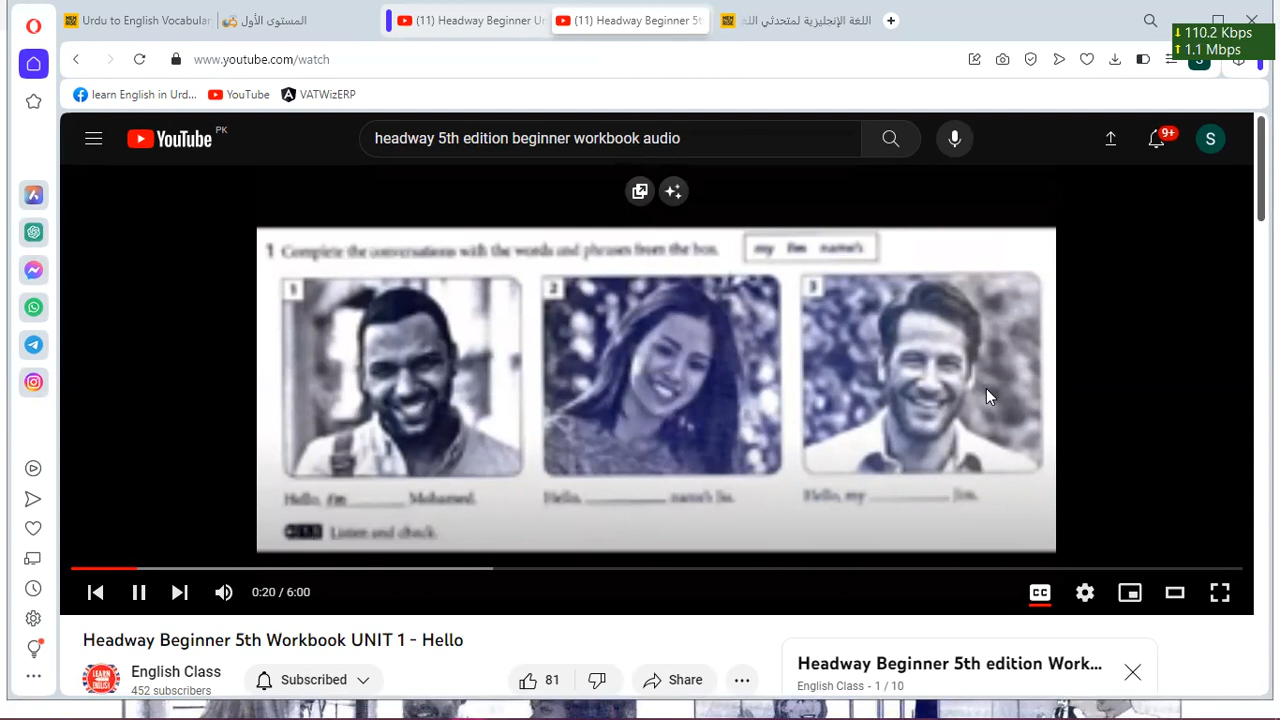 Urdu to English Vocabular
المستوى الأول
(11) Headway Beginner Ur
(11) Headway Beginner 5t
اللغة الإنجليزية لمتحدثي الل
110.2 Kbps
1.1 Mbps
www.youtube.com/watch
learn English in Urd...
YouTube
VATWizERP
YouTube PK
headway 5th edition beginner workbook audio
9+
S
1 Complete the conversations with the words and phrases from the box.
my I'm name's
1
2
3
Hello, I'm Mohamed.
Hello, name's
Hello, my Jim.
Listen and check.
0:20 / 6:00
CC
Headway Beginner 5th Workbook UNIT 1 - Hello
English Class
452 subscribers
Subscribed
81
Share
Headway Beginner 5th edition Work...
English Class - 1 / 10